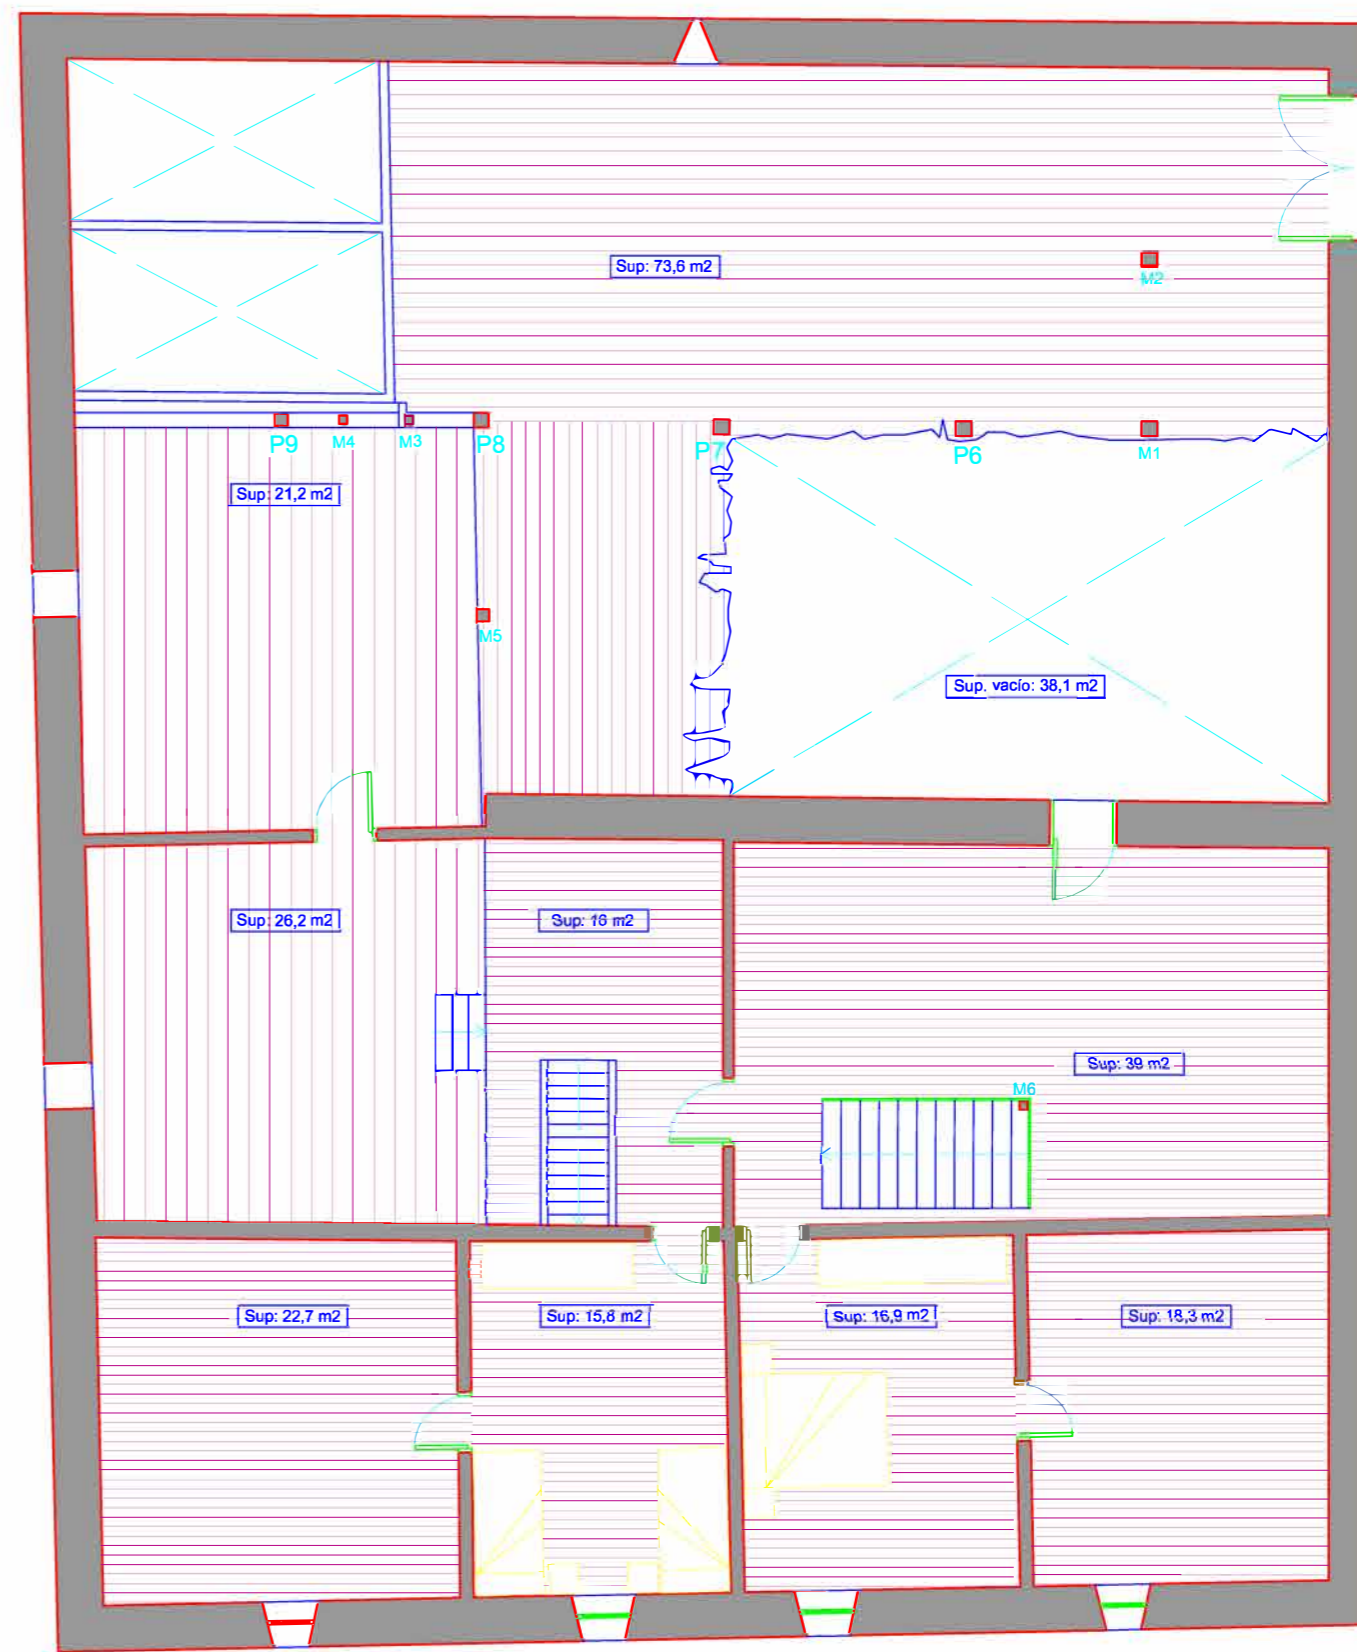 Sup: 73,6 m2
M2
P9
M4
M3
P8
P7
P6
M1
Sup: 21,2 m2
M5
Sup. vacío: 38,1 m2
Sup: 26,2 m2
Sup: 16 m2
Sup: 39 m2
M6
Sup: 22,7 m2
Sup: 15,8 m2
Sup: 16,9 m2
Sup: 18,3 m2